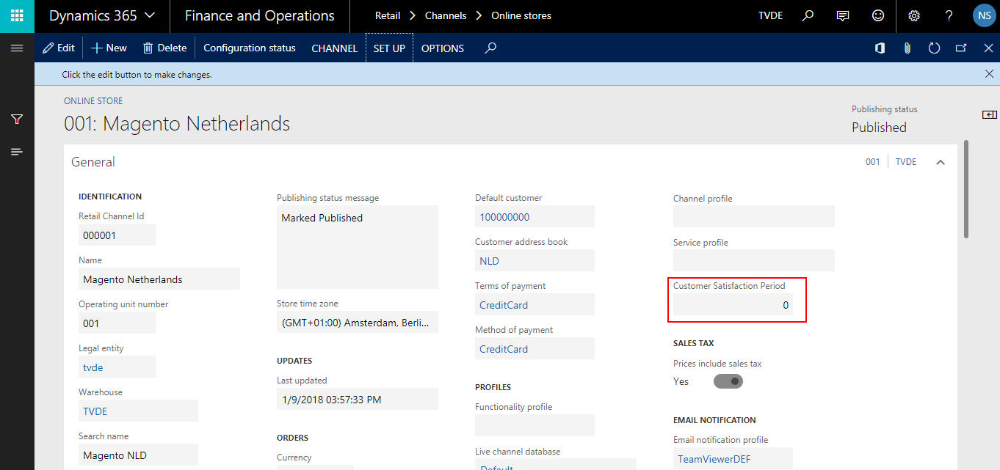 Dynamics 365
Finance and Operations
Retail > Channels > Online stores
TVDE
?
NS
Edit
New
Delete
Configuration status
CHANNEL
SET UP
OPTIONS
Click the edit button to make changes.
ONLINE STORE
001: Magento Netherlands
Publishing status
Published
General
001
TVDE
IDENTIFICATION
Retail Channel Id
000001
Name
Magento Netherlands
Operating unit number
001
Legal entity
tvde
Warehouse
TVDE
Search name
Magento NLD
Publishing status message
Marked Published
Store time zone
(GMT+01:00) Amsterdam, Berli...
UPDATES
Last updated
1/9/2018 03:57:33 PM
ORDERS
Currency
Default customer
100000000
Customer address book
NLD
Terms of payment
CreditCard
Method of payment
CreditCard
PROFILES
Functionality profile
Live channel database
Default
Channel profile
Service profile
Customer Satisfaction Period
0
SALES TAX
Prices include sales tax
Yes
EMAIL NOTIFICATION
Email notification profile
TeamViewerDEF